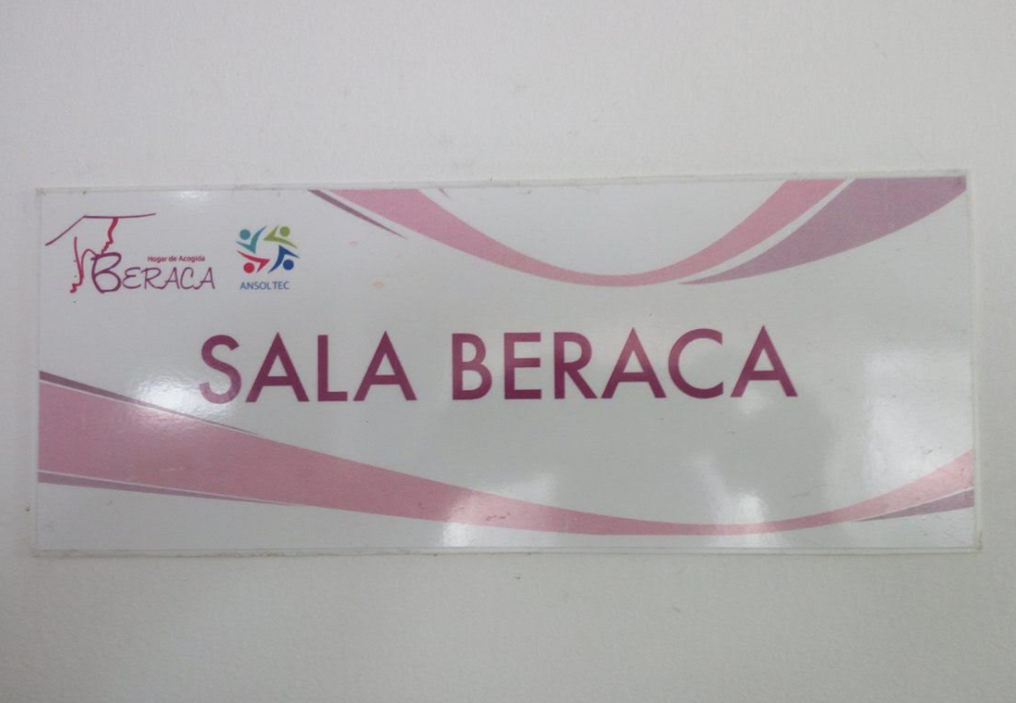 Hogar de Acogida
BERACA
ANSOLTEC
SALA BERACA